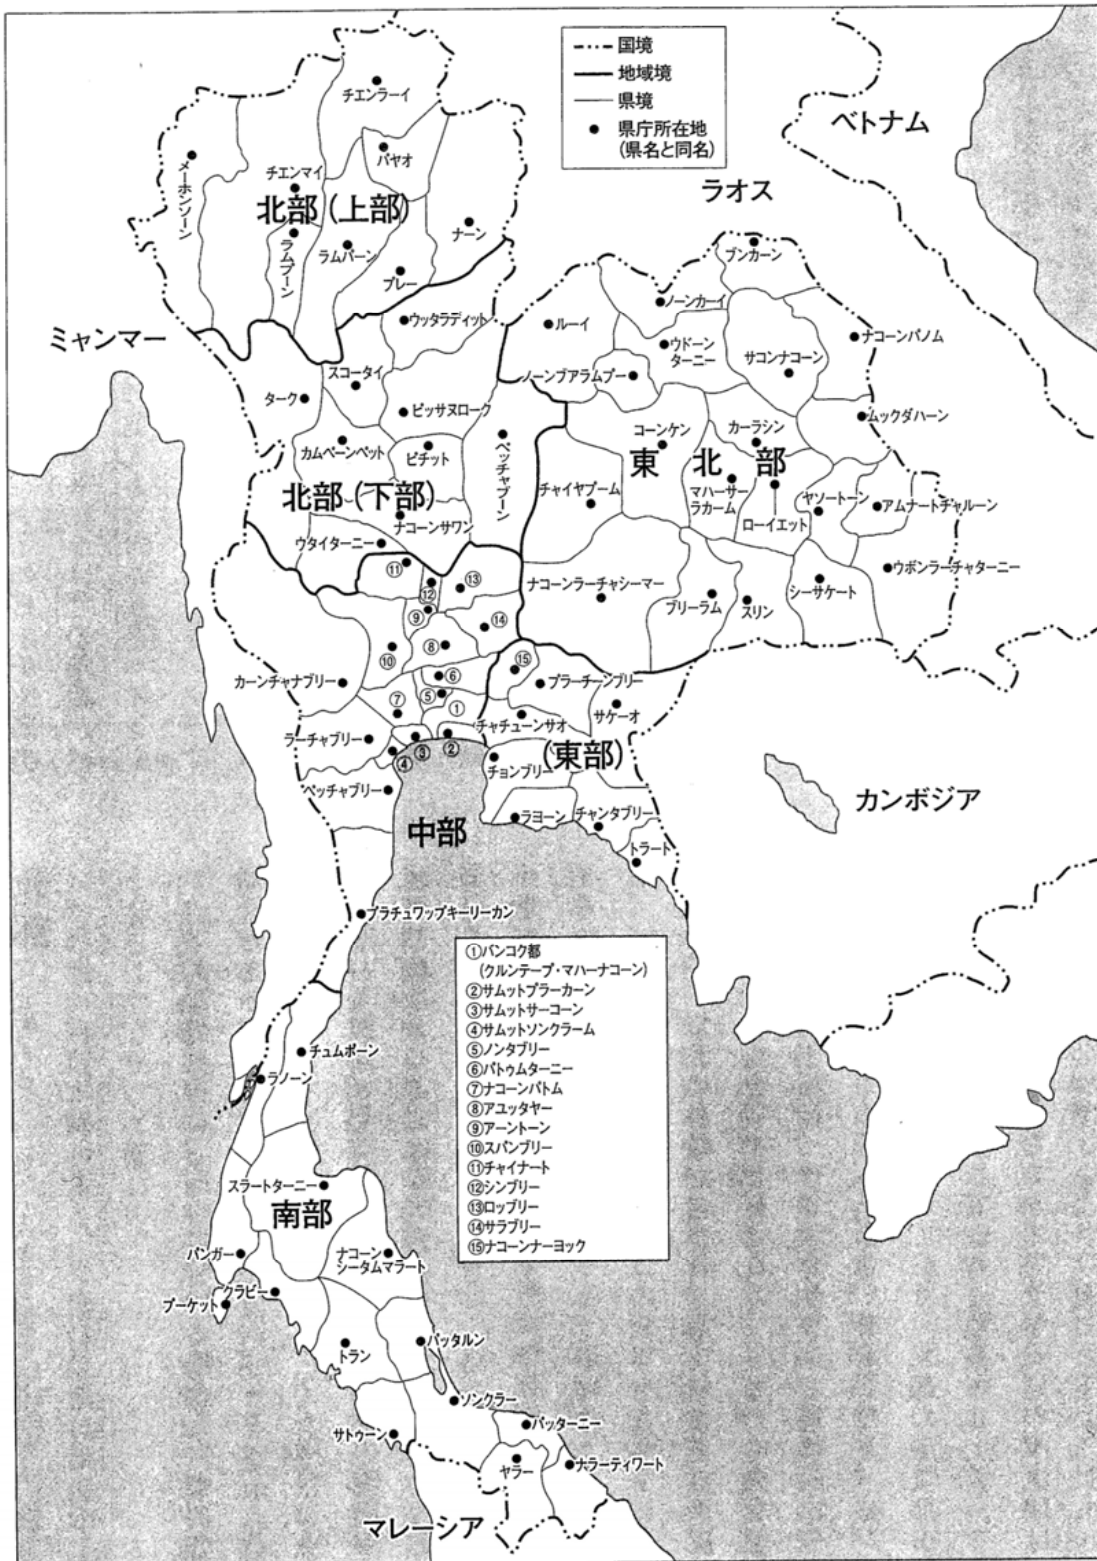 国境
地域境
県境
県庁所在地
(県名と同名)
ベトナム
ラオス
ミャンマー
カンボジア
マレーシア
北部(上部)
チエンラーイ
メーホンソーン
パヤオ
チエンマイ
ラムプーン
ラムパーン
ナーン
プレー
北部(下部)
ウッタラディット
スコータイ
ターク
ピッサヌローク
カムペーンペット
ピチット
ペッチャブーン
ナコーンサワン
ウタイターニー
東北部
ブンカーン
ノーンカーイ
ルーイ
ウドーン
ターニー
ナコーンパノム
サコンナコーン
ノーンブアラムプー
ムックダハーン
コーンケン
カーラシン
チャイヤプーム
マハーサー
ラカーム
ローイエット
ヤソートーン
アムナートチャルーン
ウボンラーチャターニー
ナコーンラーチャシーマー
ブリーラム
スリン
シーサケート
⑪
⑫
⑬
⑨
⑭
⑧
⑩
⑮
⑥
⑤
①
⑦
③
②
④
カーンチャナブリー
ラーチャブリー
ペッチャブリー
中部
プラチュワップキーリーカン
(東部)
プラーチーンブリー
サケーオ
チャチューンサオ
チョンブリー
ラヨーン
チャンタブリー
トラート
①バンコク都
(クルンテープ・マハーナコーン)
②サムットプラーカーン
③サムットサーコーン
④サムットソンクラーム
⑤ノンタブリー
⑥パトゥムターニー
⑦ナコーンパトム
⑧アユッタヤー
⑨アーントーン
⑩スパンブリー
⑪チャイナート
⑫シンブリー
⑬ロッブリー
⑭サラブリー
⑮ナコーンナーヨック
南部
チュムポーン
ラノーン
スラートターニー
パンガー
ナコーン
シータムマラート
クラビー
プーケット
トラン
パッタルン
ソンクラー
サトゥーン
パッターニー
ヤラー
ナラーティワート